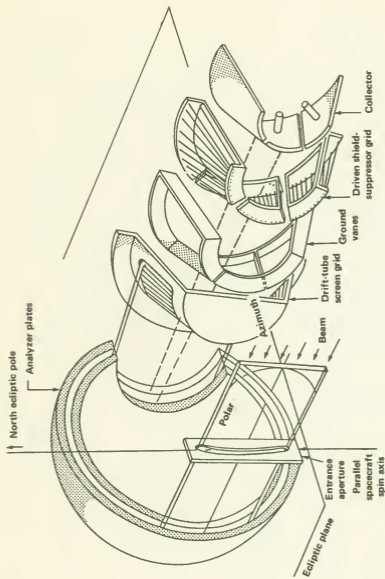 North ecliptic pole
Analyzer plates
Polar
Azimuth
Beam
Entrance
aperture
Parallel
spacecraft
spin axis
Ecliptic plane
Drift-tube
screen grid
Ground
vanes
Driven shield-
suppressor grid
Collector